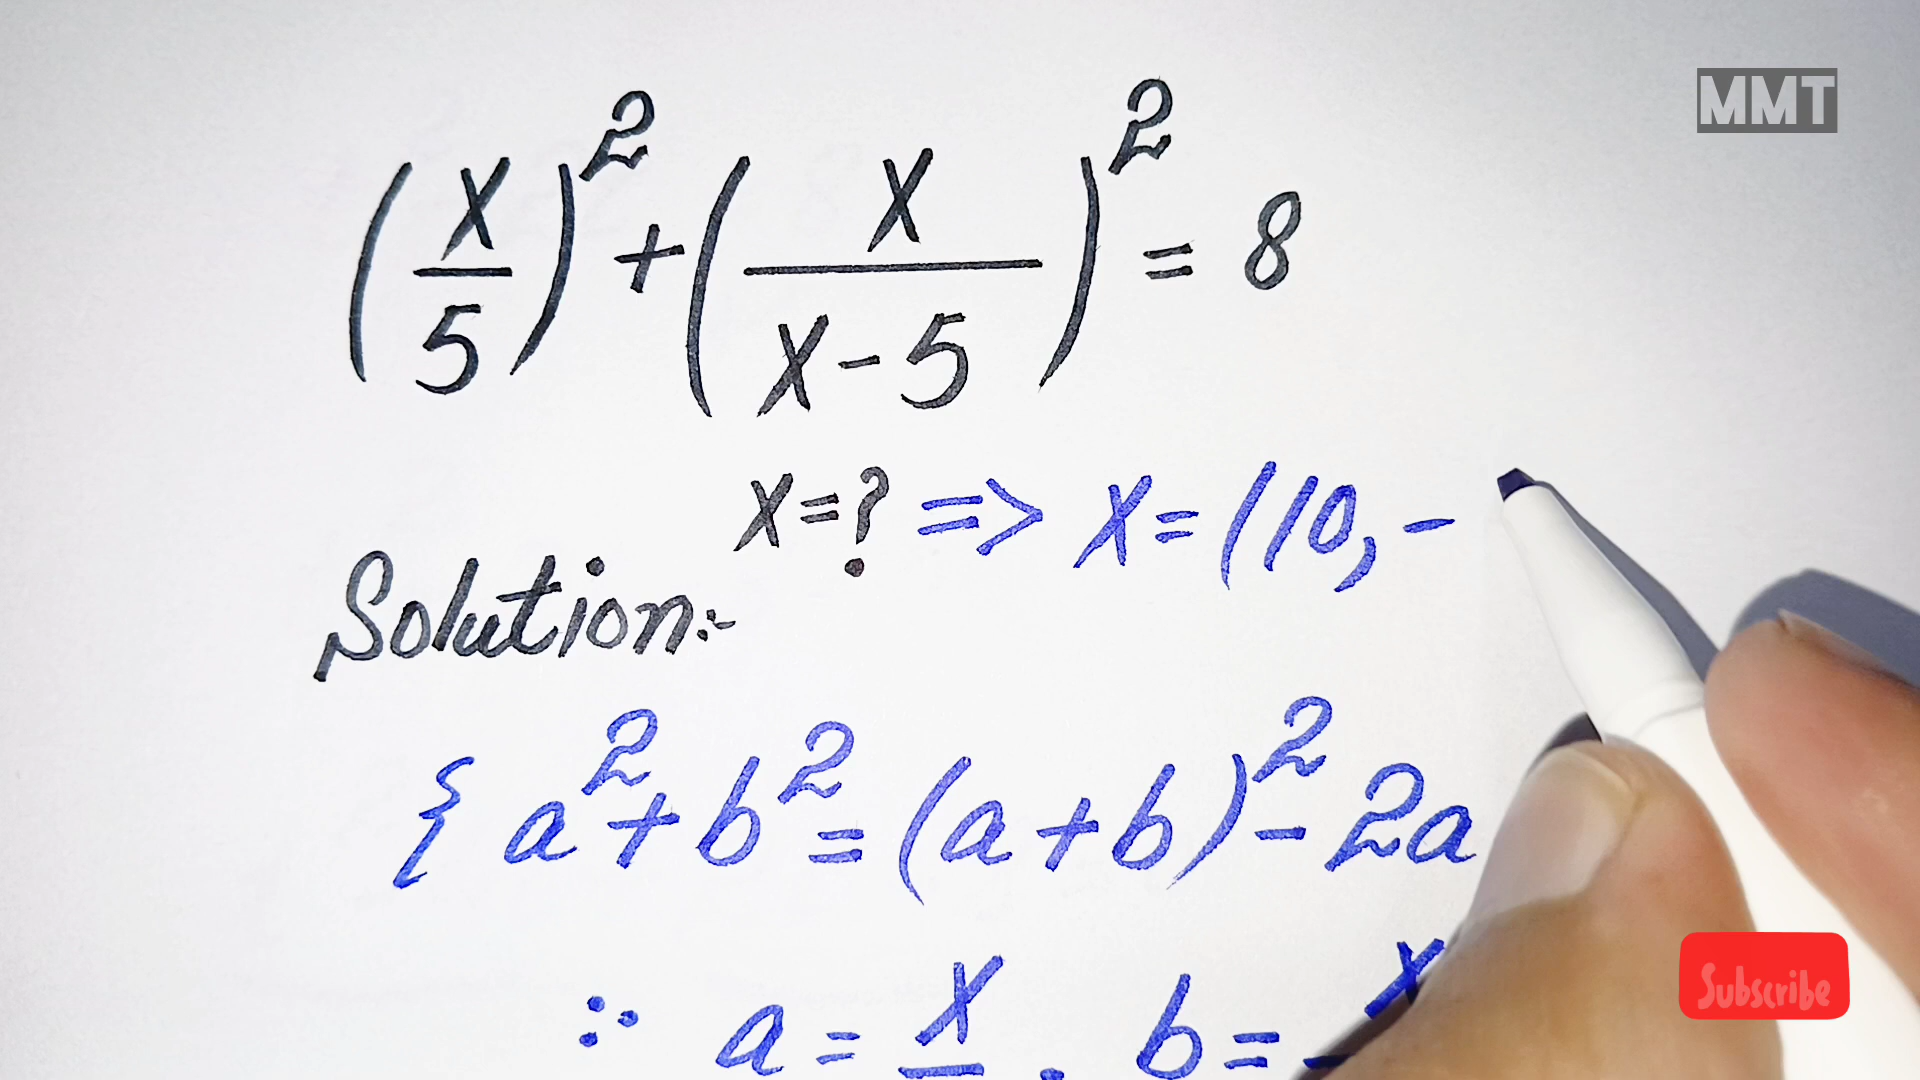 MMT
(x/5)² + (x/(x-5))² = 8
x=? => x= (10, -
Solution:-
{ a² + b² = (a+b)² - 2a
∵ a = x b = x
Subscribe